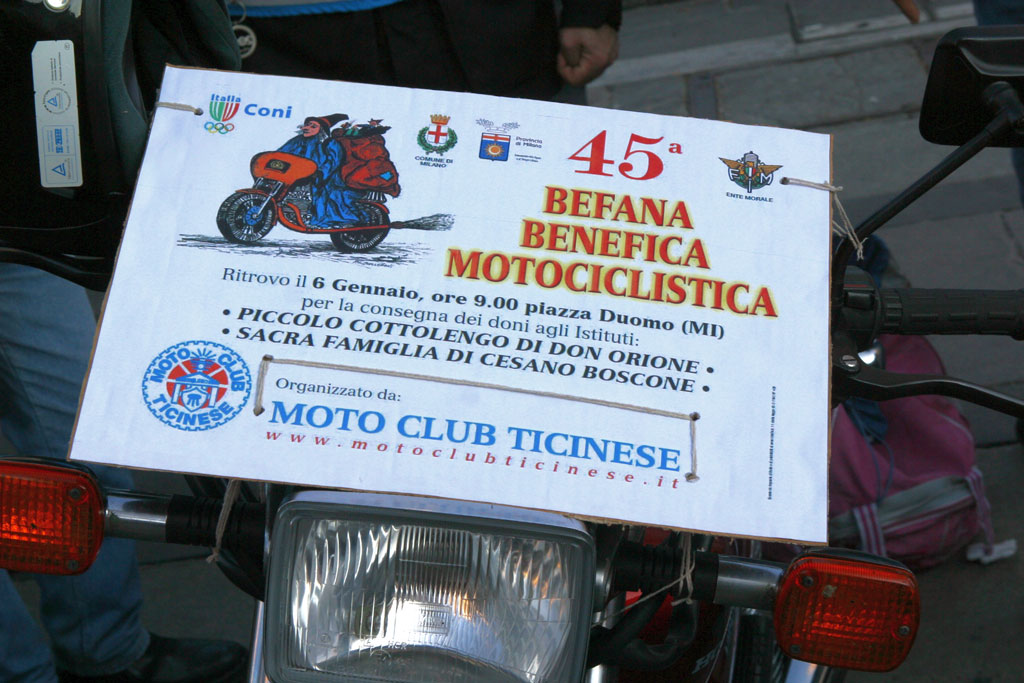 Italia
Coni
COMUNE DI
MILANO
Provincia
di Milano
45ª
FM
ENTE MORALE
BEFANA
BENEFICA
MOTOCICLISTICA
Ritrovo il 6 Gennaio, ore 9.00 piazza Duomo (MI)
per la consegna dei doni agli Istituti:
• PICCOLO COTTOLENGO DI DON ORIONE •
• SACRA FAMIGLIA DI CESANO BOSCONE •
MOTO CLUB
TICINESE
Organizzato da:
MOTO CLUB TICINESE
www.motoclubticinese.it